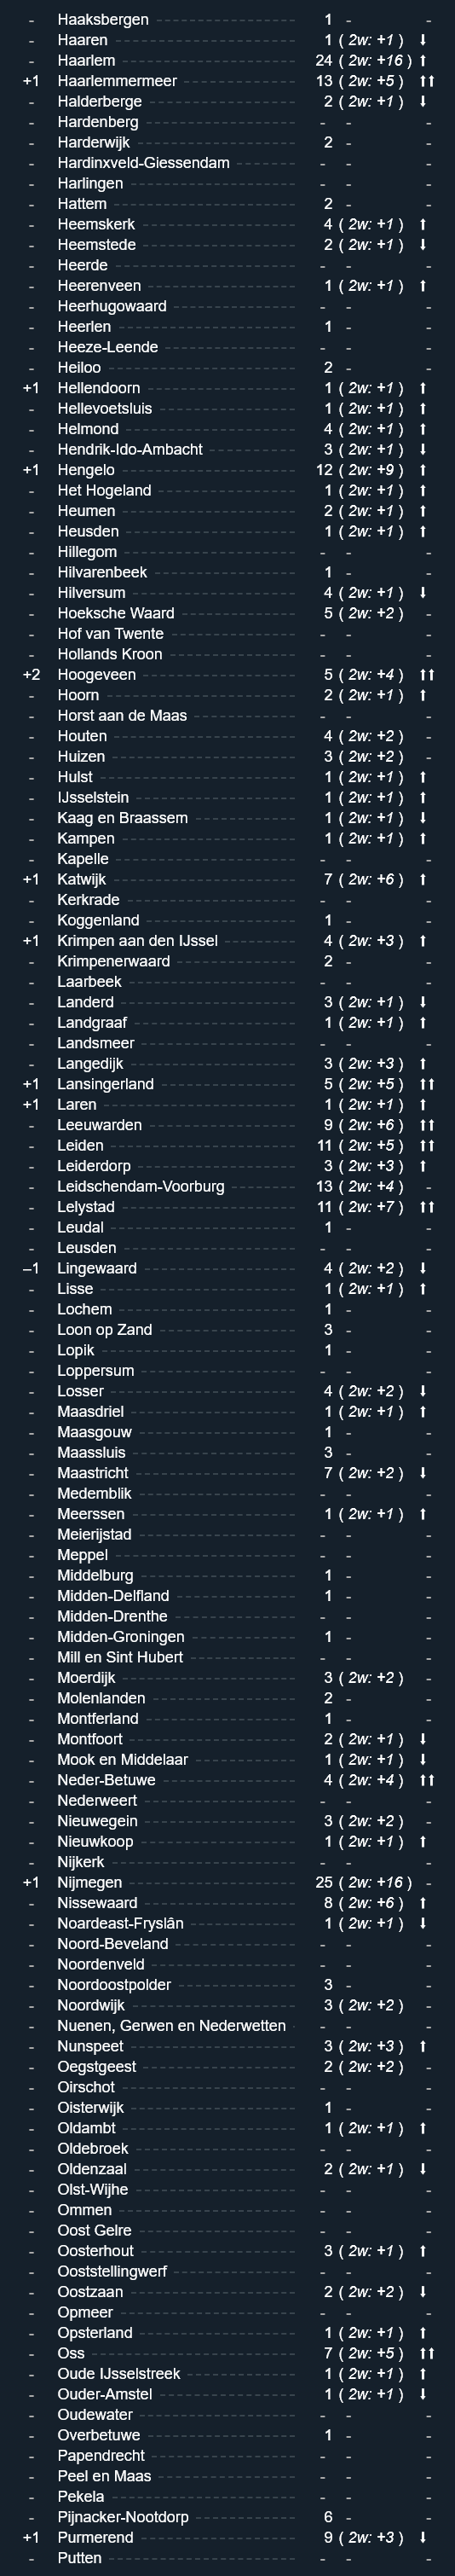 - Haaksbergen 1 - -
- Haaren 1 ( 2w: +1 ) ⬇
- Haarlem 24 ( 2w: +16 ) ⬆
+1 Haarlemmermeer 13 ( 2w: +5 ) ⬆⬆
- Halderberge 2 ( 2w: +1 ) ⬇
- Hardenberg - - -
- Harderwijk 2 - -
- Hardinxveld-Giessendam - - -
- Harlingen - - -
- Hattem 2 - -
- Heemskerk 4 ( 2w: +1 ) ⬆
- Heemstede 2 ( 2w: +1 ) ⬇
- Heerde - - -
- Heerenveen 1 ( 2w: +1 ) ⬆
- Heerhugowaard - - -
- Heerlen 1 - -
- Heeze-Leende - - -
- Heiloo 2 - -
+1 Hellendoorn 1 ( 2w: +1 ) ⬆
- Hellevoetsluis 1 ( 2w: +1 ) ⬆
- Helmond 4 ( 2w: +1 ) ⬆
- Hendrik-Ido-Ambacht 3 ( 2w: +1 ) ⬇
+1 Hengelo 12 ( 2w: +9 ) ⬆
- Het Hogeland 1 ( 2w: +1 ) ⬆
- Heumen 2 ( 2w: +1 ) ⬆
- Heusden 1 ( 2w: +1 ) ⬆
- Hillegom - - -
- Hilvarenbeek 1 - -
- Hilversum 4 ( 2w: +1 ) ⬇
- Hoeksche Waard 5 ( 2w: +2 ) -
- Hof van Twente - - -
- Hollands Kroon - - -
+2 Hoogeveen 5 ( 2w: +4 ) ⬆⬆
- Hoorn 2 ( 2w: +1 ) ⬆
- Horst aan de Maas - - -
- Houten 4 ( 2w: +2 ) -
- Huizen 3 ( 2w: +2 ) -
- Hulst 1 ( 2w: +1 ) ⬆
- IJsselstein 1 ( 2w: +1 ) ⬆
- Kaag en Braassem 1 ( 2w: +1 ) ⬇
- Kampen 1 ( 2w: +1 ) ⬆
- Kapelle - - -
+1 Katwijk 7 ( 2w: +6 ) ⬆
- Kerkrade - - -
- Koggenland 1 - -
+1 Krimpen aan den IJssel 4 ( 2w: +3 ) ⬆
- Krimpenerwaard 2 - -
- Laarbeek - - -
- Landerd 3 ( 2w: +1 ) ⬇
- Landgraaf 1 ( 2w: +1 ) ⬆
- Landsmeer - - -
- Langedijk 3 ( 2w: +3 ) ⬆
+1 Lansingerland 5 ( 2w: +5 ) ⬆⬆
+1 Laren 1 ( 2w: +1 ) ⬆
- Leeuwarden 9 ( 2w: +6 ) ⬆⬆
- Leiden 11 ( 2w: +5 ) ⬆⬆
- Leiderdorp 3 ( 2w: +3 ) ⬆
- Leidschendam-Voorburg 13 ( 2w: +4 ) -
- Lelystad 11 ( 2w: +7 ) ⬆⬆
- Leudal 1 - -
- Leusden - - -
–1 Lingewaard 4 ( 2w: +2 ) ⬇
- Lisse 1 ( 2w: +1 ) ⬆
- Lochem 1 - -
- Loon op Zand 3 - -
- Lopik 1 - -
- Loppersum - - -
- Losser 4 ( 2w: +2 ) ⬇
- Maasdriel 1 ( 2w: +1 ) ⬆
- Maasgouw 1 - -
- Maassluis 3 - -
- Maastricht 7 ( 2w: +2 ) ⬇
- Medemblik - - -
- Meerssen 1 ( 2w: +1 ) ⬆
- Meierijstad - - -
- Meppel - - -
- Middelburg 1 - -
- Midden-Delfland 1 - -
- Midden-Drenthe - - -
- Midden-Groningen 1 - -
- Mill en Sint Hubert - - -
- Moerdijk 3 ( 2w: +2 ) -
- Molenlanden 2 - -
- Montferland 1 - -
- Montfoort 2 ( 2w: +1 ) ⬇
- Mook en Middelaar 1 ( 2w: +1 ) ⬇
- Neder-Betuwe 4 ( 2w: +4 ) ⬆⬆
- Nederweert - - -
- Nieuwegein 3 ( 2w: +2 ) -
- Nieuwkoop 1 ( 2w: +1 ) ⬆
- Nijkerk - - -
+1 Nijmegen 25 ( 2w: +16 ) -
- Nissewaard 8 ( 2w: +6 ) ⬆
- Noardeast-Fryslân 1 ( 2w: +1 ) ⬇
- Noord-Beveland - - -
- Noordenveld - - -
- Noordoostpolder 3 - -
- Noordwijk 3 ( 2w: +2 ) -
- Nuenen, Gerwen en Nederwetten - - -
- Nunspeet 3 ( 2w: +3 ) ⬆
- Oegstgeest 2 ( 2w: +2 ) -
- Oirschot - - -
- Oisterwijk 1 - -
- Oldambt 1 ( 2w: +1 ) ⬆
- Oldebroek - - -
- Oldenzaal 2 ( 2w: +1 ) ⬇
- Olst-Wijhe - - -
- Ommen - - -
- Oost Gelre - - -
- Oosterhout 3 ( 2w: +1 ) ⬆
- Ooststellingwerf - - -
- Oostzaan 2 ( 2w: +2 ) ⬇
- Opmeer - - -
- Opsterland 1 ( 2w: +1 ) ⬆
- Oss 7 ( 2w: +5 ) ⬆⬆
- Oude IJsselstreek 1 ( 2w: +1 ) ⬆
- Ouder-Amstel 1 ( 2w: +1 ) ⬇
- Oudewater - - -
- Overbetuwe 1 - -
- Papendrecht - - -
- Peel en Maas - - -
- Pekela - - -
- Pijnacker-Nootdorp 6 - -
+1 Purmerend 9 ( 2w: +3 ) ⬇
- Putten - - -